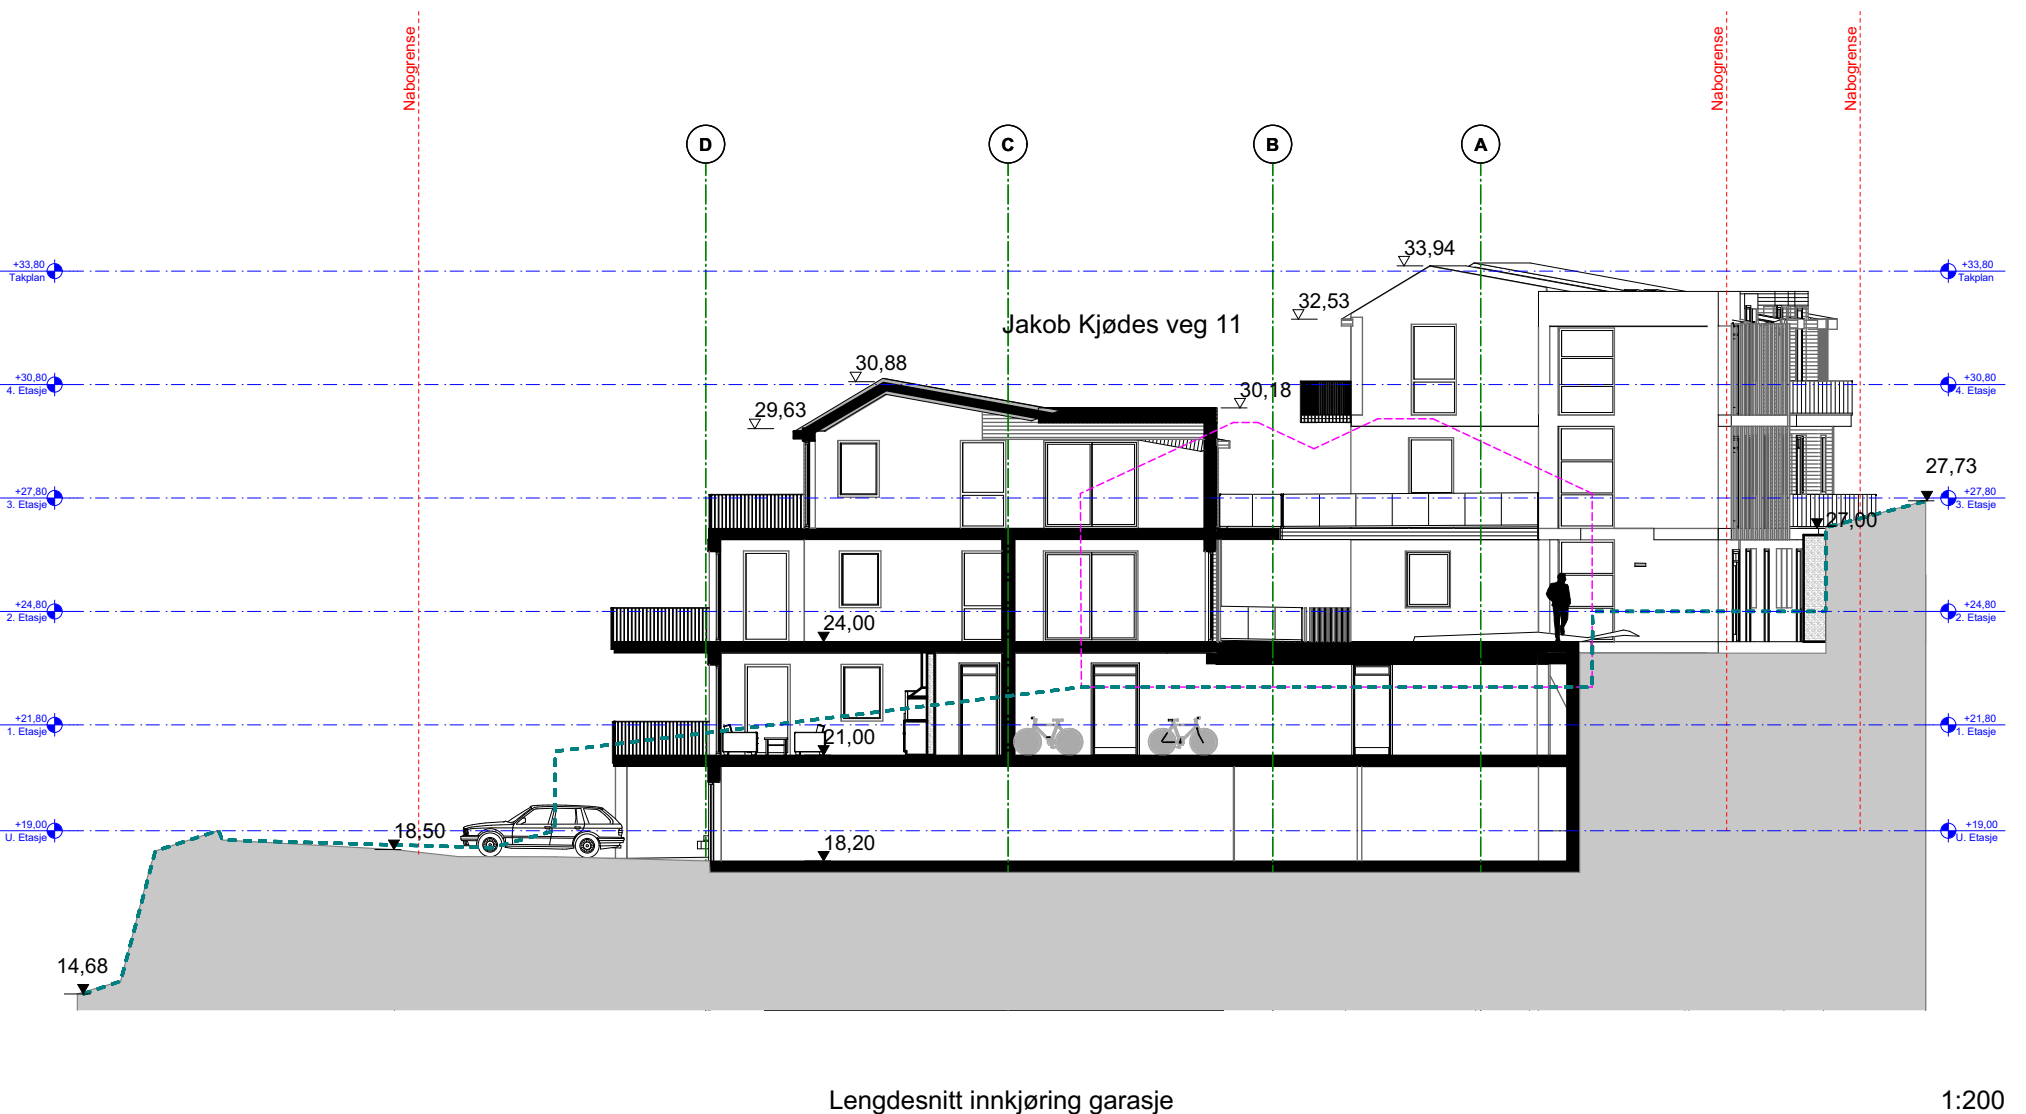 Nabogrense
Nabogrense
Nabogrense
D
C
B
A
33,94
+33,80
Takplan
+33,80
Takplan
32,53
Jakob Kjødes veg 11
30,88
+30,80
4. Etasje
30,18
+30,80
4. Etasje
29,63
27,73
+27,80
3. Etasje
+27,80
3. Etasje
27,00
+24,80
2. Etasje
24,00
+24,80
2. Etasje
+21,80
1. Etasje
21,00
+21,80
1. Etasje
+19,00
U. Etasje
18,50
18,20
+19,00
U. Etasje
14,68
Lengdesnitt innkjøring garasje
1:200